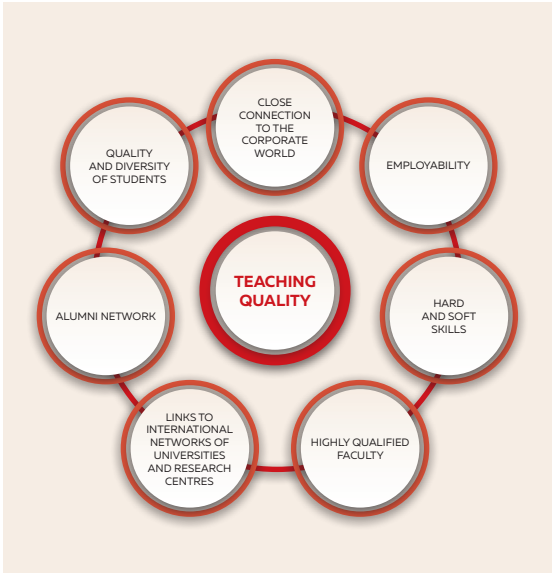 CLOSE
CONNECTION
TO THE
CORPORATE
WORLD
EMPLOYABILITY
HARD
AND SOFT
SKILLS
HIGHLY QUALIFIED
FACULTY
LINKS TO
INTERNATIONAL
NETWORKS OF
UNIVERSITIES
AND RESEARCH
CENTRES
ALUMNI NETWORK
QUALITY
AND DIVERSITY
OF STUDENTS
TEACHING
QUALITY